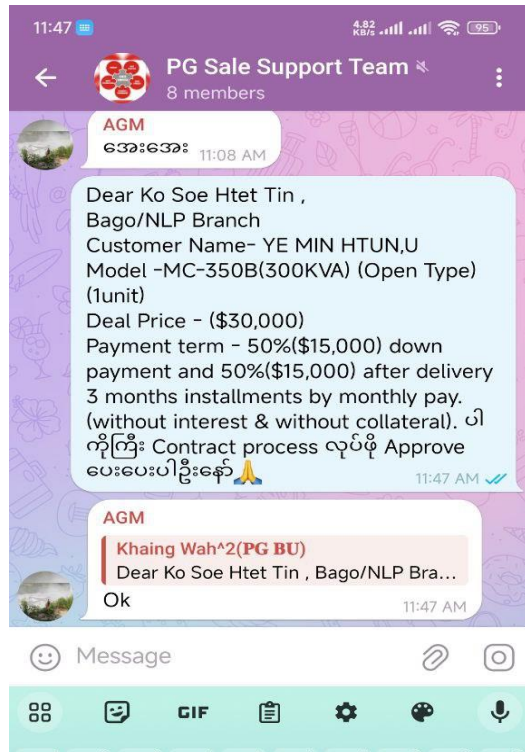 11:47
4.82
KB/s
95
PG Sale Support Team
8 members
AGM
အေးအေး 11:08 AM
Dear Ko Soe Htet Tin ,
Bago/NLP Branch
Customer Name- YE MIN HTUN,U
Model -MC-350B(300KVA) (Open Type)
(1unit)
Deal Price - ($30,000)
Payment term - 50%($15,000) down
payment and 50%($15,000) after delivery
3 months installments by monthly pay.
(without interest & without collateral). ပါ
ကိုကြီး Contract process လုပ်ဖို့ Approve
ပေးပေးပါဦးနော်🙏 11:47 AM
AGM
Khaing Wah^2(PG BU)
Dear Ko Soe Htet Tin , Bago/NLP Bra...
Ok 11:47 AM
Message
GIF